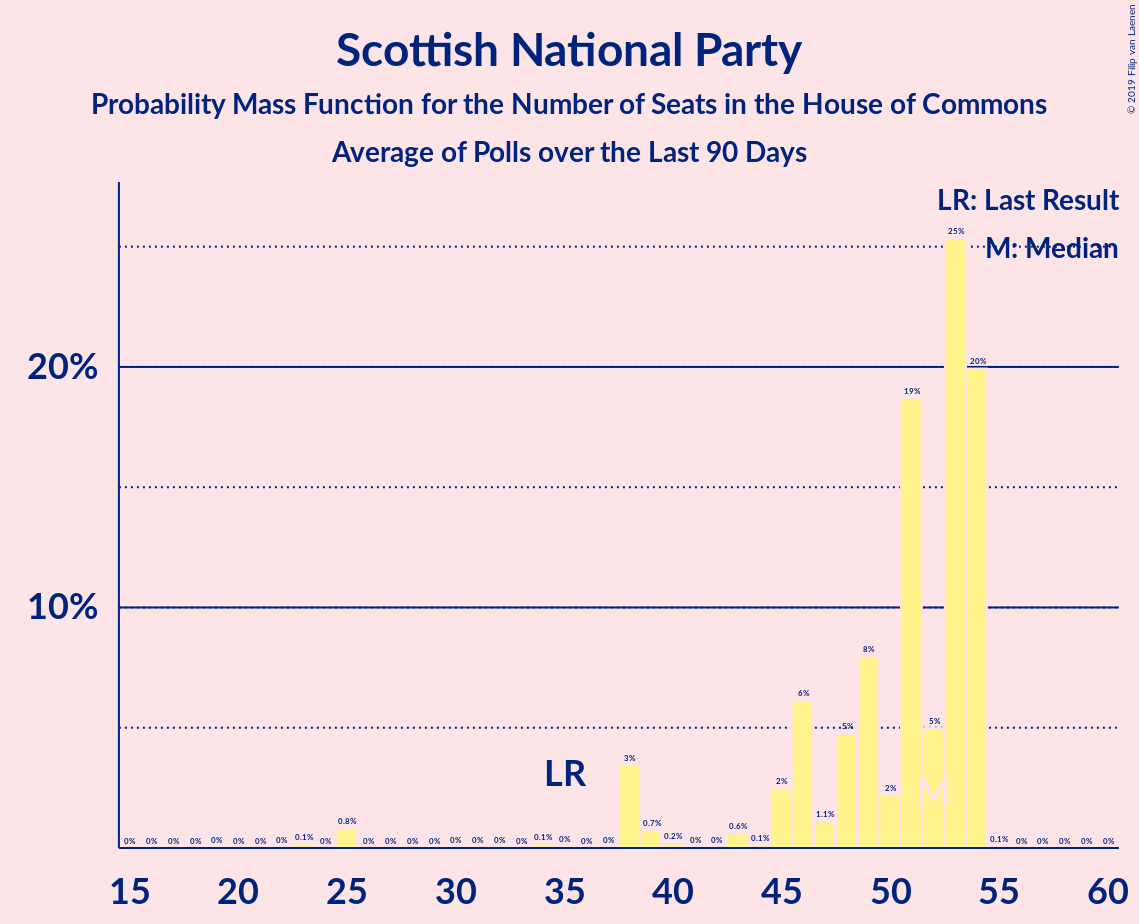 Scottish National Party
Probability Mass Function for the Number of Seats in the House of Commons
Average of Polls over the Last 90 Days
© 2019 Filip van Laenen
LR: Last Result
M: Median
25%
20%
20%
19%
10%
8%
6%
5%
5%
LR
3%
M
2%
2%
1.1%
0.8%
0.7%
0.6%
0% 0% 0% 0% 0% 0% 0% 0% 0.1% 0% 0% 0% 0% 0% 0% 0% 0% 0% 0.1% 0% 0% 0% 0.2% 0% 0% 0.1% 0.1% 0% 0% 0% 0% 0%
15 20 25 30 35 40 45 50 55 60